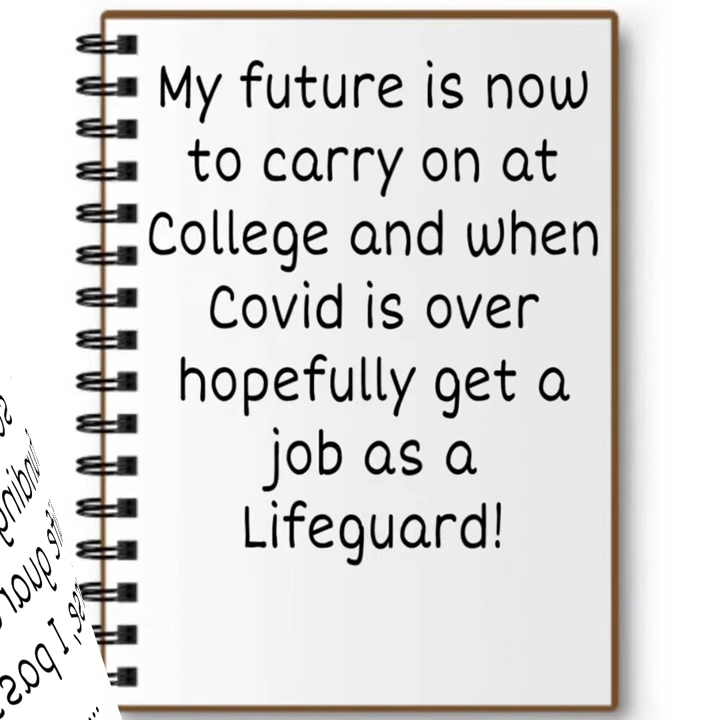 My future is now
to carry on at
College and when
Covid is over
hopefully get a
job as a
Lifeguard!